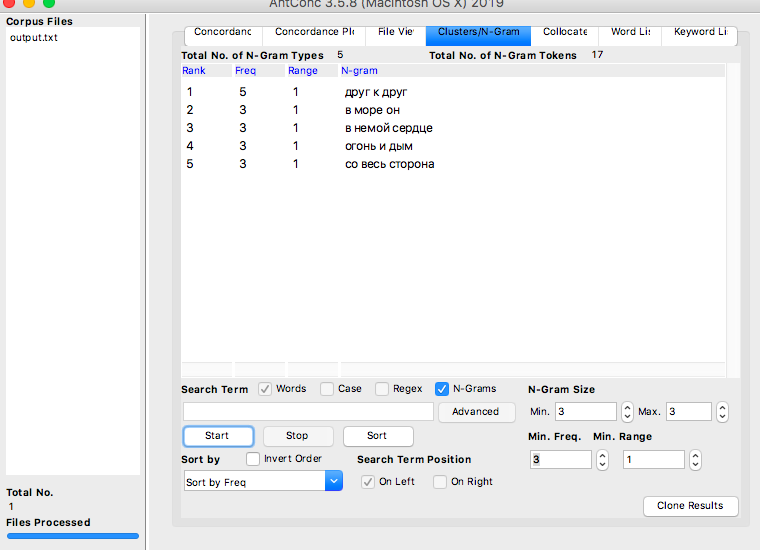 AntConc 3.5.8 (Macintosh OS X) 2019
Corpus Files
output.txt
Concordanc Concordance Plo File Viev Clusters/N-Gram Collocate Word Lis Keyword Li
Total No. of N-Gram Types 5 Total No. of N-Gram Tokens 17
Rank Freq Range N-gram
1 5 1 друг к друг
2 3 1 в море он
3 3 1 в немой сердце
4 3 1 огонь и дым
5 3 1 со весь сторона
Search Term Words Case Regex N-Grams N-Gram Size
Advanced Min. 3 Max. 3
Start Stop Sort Min. Freq. Min. Range
Sort by Invert Order Search Term Position 3 1
Sort by Freq On Left On Right
Total No.
1
Clone Results
Files Processed